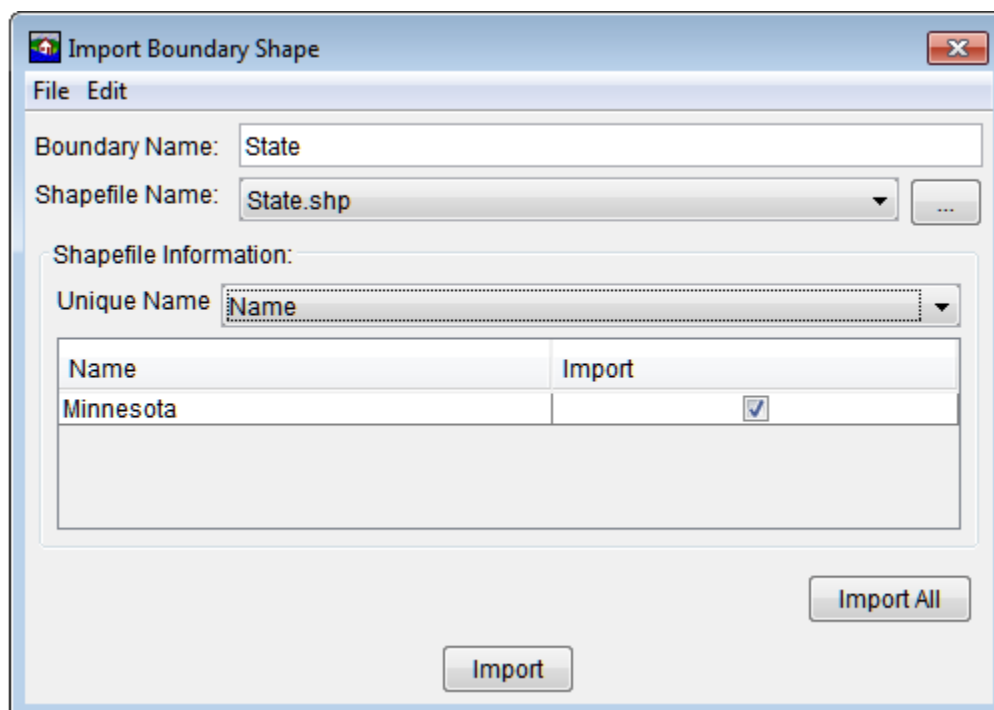 Import Boundary Shape
File Edit
Boundary Name: State
Shapefile Name: State.shp ...
Shapefile Information:
Unique Name Name
Name Import
Minnesota
Import All
Import